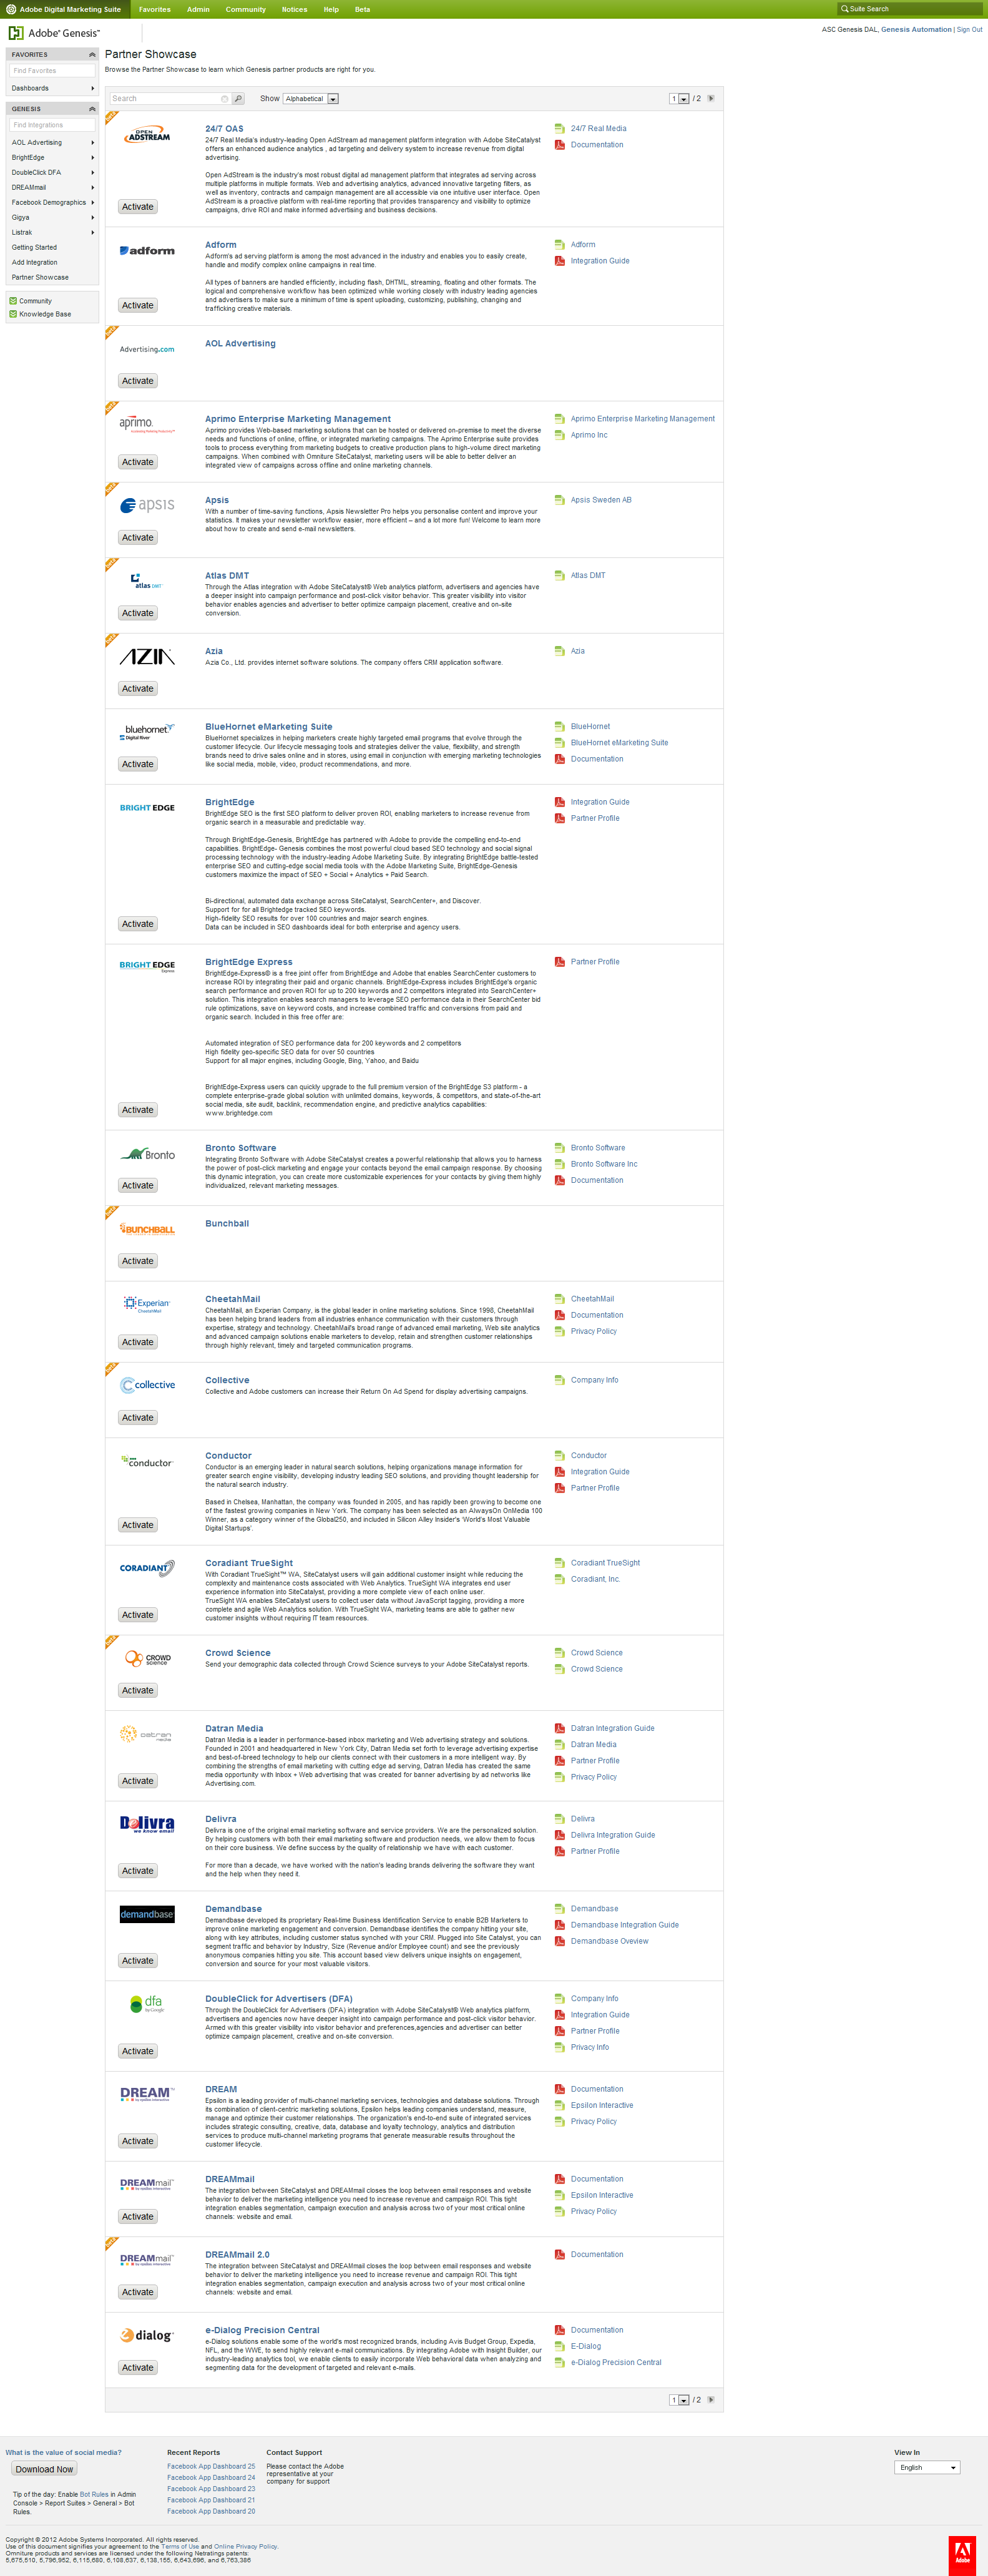 Adobe Digital Marketing Suite Favorites Admin Community Notices Help Beta Suite Search
Adobe® Genesis™
ASC Genesis DAL, Genesis Automation | Sign Out
FAVORITES
Find Favorites
Dashboards
GENESIS
Find Integrations
AOL Advertising
BrightEdge
DoubleClick DFA
DREAMmail
Facebook Demographics
Gigya
Listrak
Getting Started
Add Integration
Partner Showcase
Community
Knowledge Base
Partner Showcase
Browse the Partner Showcase to learn which Genesis partner products are right for you.
Search Show Alphabetical 1 / 2
OPEN ADSTREAM
Activate
24/7 OAS
24/7 Real Media's industry-leading Open AdStream ad management platform integration with Adobe SiteCatalyst
offers an enhanced audience analytics , ad targeting and delivery system to increase revenue from digital
advertising.
Open AdStream is the industry's most robust digital ad management platform that integrates ad serving across
multiple platforms in multiple formats. Web and advertising analytics, advanced innovative targeting filters, as
well as inventory, contracts and campaign management are all accessible via one intuitive user interface. Open
AdStream is a proactive platform with real-time reporting that provides transparency and visibility to optimize
campaigns, drive ROI and make informed advertising and business decisions.
24/7 Real Media
Documentation
adform
Activate
Adform
Adform's ad serving platform is among the most advanced in the industry and enables you to easily create,
handle and modify complex online campaigns in real time.
All types of banners are handled efficiently, including flash, DHTML, streaming, floating and other formats. The
logical and comprehensive workflow has been optimized while working closely with industry leading agencies
and advertisers to make sure a minimum of time is spent uploading, customizing, publishing, changing and
trafficking creative materials.
Adform
Integration Guide
Advertising.com
Activate
AOL Advertising
aprimo.
Activate
Aprimo Enterprise Marketing Management
Aprimo provides Web-based marketing solutions that can be hosted or delivered on-premise to meet the diverse
needs and functions of online, offline, or integrated marketing campaigns. The Aprimo Enterprise suite provides
tools to process everything from marketing budgets to creative production plans to high-volume direct marketing
campaigns. When combined with Omniture SiteCatalyst, marketing users will be able to better deliver an
integrated view of campaigns across offline and online marketing channels.
Aprimo Enterprise Marketing Management
Aprimo Inc
apsis
Activate
Apsis
With a number of time-saving functions, Apsis Newsletter Pro helps you personalise content and improve your
statistics. It makes your newsletter workflow easier, more efficient – and a lot more fun! Welcome to learn more
about how to create and send e-mail newsletters.
Apsis Sweden AB
atlas DMT
Activate
Atlas DMT
Through the Atlas integration with Adobe SiteCatalyst® Web analytics platform, advertisers and agencies have
a deeper insight into campaign performance and post-click visitor behavior. This greater visibility into visitor
behavior enables agencies and advertiser to better optimize campaign placement, creative and on-site
conversion.
Atlas DMT
AZIA
Activate
Azia
Azia Co., Ltd. provides internet software solutions. The company offers CRM application software.
Azia
bluehornet
Digital River
Activate
BlueHornet eMarketing Suite
BlueHornet specializes in helping marketers create highly targeted email programs that evolve through the
customer lifecycle. Our lifecycle messaging tools and strategies deliver the value, flexibility, and strength
brands need to drive sales online and in stores, using email in conjunction with emerging marketing technologies
like social media, mobile, video, product recommendations, and more.
BlueHornet
BlueHornet eMarketing Suite
Documentation
BRIGHT EDGE
Activate
BrightEdge
BrightEdge SEO is the first SEO platform to deliver proven ROI, enabling marketers to increase revenue from
organic search in a measurable and predictable way.
Through BrightEdge-Genesis, BrightEdge has partnered with Adobe to provide the compelling end-to-end
capabilities. BrightEdge- Genesis combines the most powerful cloud based SEO technology and social signal
processing technology with the industry-leading Adobe Marketing Suite. By integrating BrightEdge battle-tested
enterprise SEO and cutting-edge social media tools with the Adobe Marketing Suite, BrightEdge-Genesis
customers maximize the impact of SEO + Social + Analytics + Paid Search.
Bi-directional, automated data exchange across SiteCatalyst, SearchCenter+, and Discover.
Support for for all Brightedge tracked SEO keywords.
High-fidelity SEO results for over 100 countries and major search engines.
Data can be included in SEO dashboards ideal for both enterprise and agency users.
Integration Guide
Partner Profile
BRIGHT EDGE
Express
Activate
BrightEdge Express
BrightEdge-Express® is a free joint offer from BrightEdge and Adobe that enables SearchCenter customers to
increase ROI by integrating their paid and organic channels. BrightEdge-Express includes BrightEdge's organic
search performance and proven ROI for up to 200 keywords and 2 competitors integrated into SearchCenter+
solution. This integration enables search managers to leverage SEO performance data in their SearchCenter bid
rule optimizations, save on keyword costs, and increase combined traffic and conversions from paid and
organic search. Included in this free offer are:
Automated integration of SEO performance data for 200 keywords and 2 competitors
High fidelity geo-specific SEO data for over 50 countries
Support for all major engines, including Google, Bing, Yahoo, and Baidu
BrightEdge-Express users can quickly upgrade to the full premium version of the BrightEdge S3 platform - a
complete enterprise-grade global solution with unlimited domains, keywords, & competitors, and state-of-the-art
social media, site audit, backlink, recommendation engine, and predictive analytics capabilities:
www.brightedge.com
Partner Profile
Bronto
Activate
Bronto Software
Integrating Bronto Software with Adobe SiteCatalyst creates a powerful relationship that allows you to harness
the power of post-click marketing and engage your contacts beyond the email campaign response. By choosing
this dynamic integration, you can create more customizable experiences for your contacts by giving them highly
individualized, relevant marketing messages.
Bronto Software
Bronto Software Inc
Documentation
BUNCHBALL
Activate
Bunchball
Experian
CheetahMail
Activate
CheetahMail
CheetahMail, an Experian Company, is the global leader in online marketing solutions. Since 1998, CheetahMail
has been helping brand leaders from all industries enhance communication with their customers through
expertise, strategy and technology. CheetahMail's broad range of advanced email marketing, Web site analytics
and advanced campaign solutions enable marketers to develop, retain and strengthen customer relationships
through highly relevant, timely and targeted communication programs.
CheetahMail
Documentation
Privacy Policy
collective
Activate
Collective
Collective and Adobe customers can increase their Return On Ad Spend for display advertising campaigns.
Company Info
conductor
Activate
Conductor
Conductor is an emerging leader in natural search solutions, helping organizations manage information for
greater search engine visibility, developing industry leading SEO solutions, and providing thought leadership for
the natural search industry.
Based in Chelsea, Manhattan, the company was founded in 2005, and has rapidly been growing to become one
of the fastest growing companies in New York. The company has been selected as an AlwaysOn OnMedia 100
Winner, as a category winner of the Global250, and included in Silicon Alley Insider's 'World's Most Valuable
Digital Startups'.
Conductor
Integration Guide
Partner Profile
CORADIANT
Activate
Coradiant TrueSight
With Coradiant TrueSight™ WA, SiteCatalyst users will gain additional customer insight while reducing the
complexity and maintenance costs associated with Web Analytics. TrueSight WA integrates end user
experience information into SiteCatalyst, providing a more complete view of each online user.
TrueSight WA enables SiteCatalyst users to collect user data without JavaScript tagging, providing a more
complete and agile Web Analytics solution. With TrueSight WA, marketing teams are able to gather new
customer insights without requiring IT team resources.
Coradiant TrueSight
Coradiant, Inc.
CROWD SCIENCE
Activate
Crowd Science
Send your demographic data collected through Crowd Science surveys to your Adobe SiteCatalyst reports.
Crowd Science
Crowd Science
datran media
Activate
Datran Media
Datran Media is a leader in performance-based inbox marketing and Web advertising strategy and solutions.
Founded in 2001 and headquartered in New York City, Datran Media set forth to leverage advertising expertise
and best-of-breed technology to help our clients connect with their customers in a more intelligent way. By
combining the strengths of email marketing with cutting edge ad serving, Datran Media has created the same
media opportunity with Inbox + Web advertising that was created for banner advertising by ad networks like
Advertising.com.
Datran Integration Guide
Datran Media
Partner Profile
Privacy Policy
Delivra
we know email
Activate
Delivra
Delivra is one of the original email marketing software and service providers. We are the personalized solution.
By helping customers with both their email marketing software and production needs, we allow them to focus
on their core business. We define success by the quality of relationship we have with each customer.
For more than a decade, we have worked with the nation's leading brands delivering the software they want
and the help when they need it.
Delivra
Delivra Integration Guide
Partner Profile
demandbase
Activate
Demandbase
Demandbase developed its proprietary Real-time Business Identification Service to enable B2B Marketers to
improve online marketing engagement and conversion. Demandbase identifies the company hitting your site,
along with key attributes, including customer status synched with your CRM. Plugged into Site Catalyst, you can
segment traffic and behavior by Industry, Size (Revenue and/or Employee count) and see the previously
anonymous companies hitting you site. This account based view delivers unique insights on engagement,
conversion and source for your most valuable visitors.
Demandbase
Demandbase Integration Guide
Demandbase Oveview
dfa
by Google
Activate
DoubleClick for Advertisers (DFA)
Through the DoubleClick for Advertisers (DFA) integration with Adobe SiteCatalyst® Web analytics platform,
advertisers and agencies now have deeper insight into campaign performance and post-click visitor behavior.
Armed with this greater visibility into visitor behavior and preferences,agencies and advertiser can better
optimize campaign placement, creative and on-site conversion.
Company Info
Integration Guide
Partner Profile
Privacy Info
DREAM
Activate
DREAM
Epsilon is a leading provider of multi-channel marketing services, technologies and database solutions. Through
its combination of client-centric marketing solutions, Epsilon helps leading companies understand, measure,
manage and optimize their customer relationships. The organization's end-to-end suite of integrated services
includes strategic consulting, creative, data, database and loyalty technology, analytics and distribution
services to produce multi-channel marketing programs that generate measurable results throughout the
customer lifecycle.
Documentation
Epsilon Interactive
Privacy Policy
DREAMmail
Activate
DREAMmail
The integration between SiteCatalyst and DREAMmail closes the loop between email responses and website
behavior to deliver the marketing intelligence you need to increase revenue and campaign ROI. This tight
integration enables segmentation, campaign execution and analysis across two of your most critical online
channels: website and email.
Documentation
Epsilon Interactive
Privacy Policy
DREAMmail
Activate
DREAMmail 2.0
The integration between SiteCatalyst and DREAMmail closes the loop between email responses and website
behavior to deliver the marketing intelligence you need to increase revenue and campaign ROI. This tight
integration enables segmentation, campaign execution and analysis across two of your most critical online
channels: website and email.
Documentation
dialog
Activate
e-Dialog Precision Central
e-Dialog solutions enable some of the world's most recognized brands, including Avis Budget Group, Expedia,
NFL, and the WWE, to send highly relevant e-mail communications. By integrating Adobe with Insight Builder, our
industry-leading analytics tool, we enable clients to easily incorporate Web behavioral data when analyzing and
segmenting data for the development of targeted and relevant e-mails.
Documentation
E-Dialog
e-Dialog Precision Central
1 / 2
What is the value of social media?
Download Now
Tip of the day: Enable Bot Rules in Admin
Console > Report Suites > General > Bot
Rules.
Recent Reports
Facebook App Dashboard 25
Facebook App Dashboard 24
Facebook App Dashboard 23
Facebook App Dashboard 21
Facebook App Dashboard 20
Contact Support
Please contact the Adobe
representative at your
company for support
View In
English
Copyright © 2012 Adobe Systems Incorporated. All rights reserved.
Use of this document signifies your agreement to the Terms of Use and Online Privacy Policy.
Omniture products and services are licensed under the following Netratings patents:
5,675,510, 5,796,952, 6,115,680, 6,108,637, 6,138,155, 6,643,696, and 6,763,386
Adobe